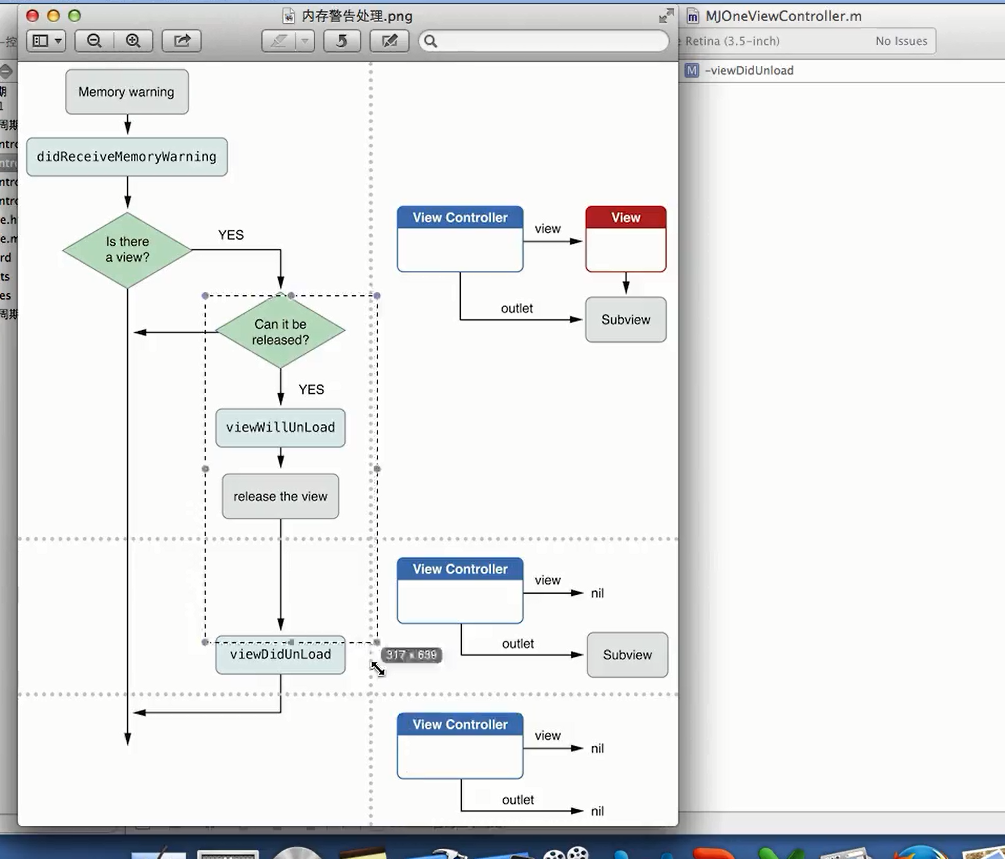 内存警告处理.png
MJOneViewController.m
Retina (3.5-inch)
No Issues
-viewDidUnload
Memory warning
didReceiveMemoryWarning
Is there
a view?
YES
Can it be
released?
YES
viewWillUnLoad
release the view
viewDidUnLoad
317 x 639
View Controller
view
View
outlet
Subview
View Controller
view
nil
outlet
Subview
View Controller
view
nil
outlet
nil